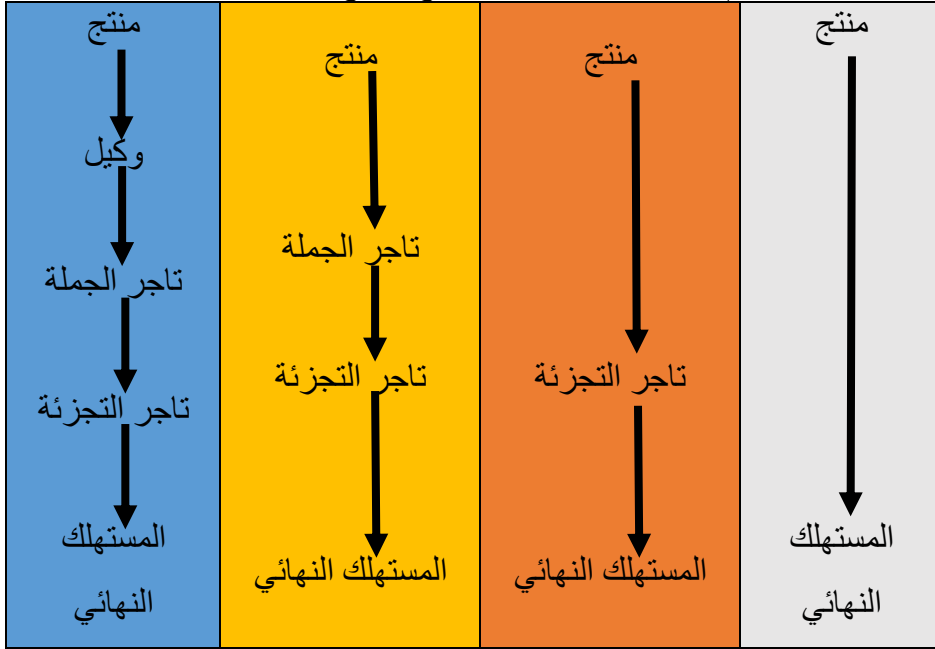 منتج
المستهلك
النهائي
منتج
تاجر التجزئة
المستهلك النهائي
منتج
تاجر الجملة
تاجر التجزئة
المستهلك النهائي
منتج
وكيل
تاجر الجملة
تاجر التجزئة
المستهلك
النهائي